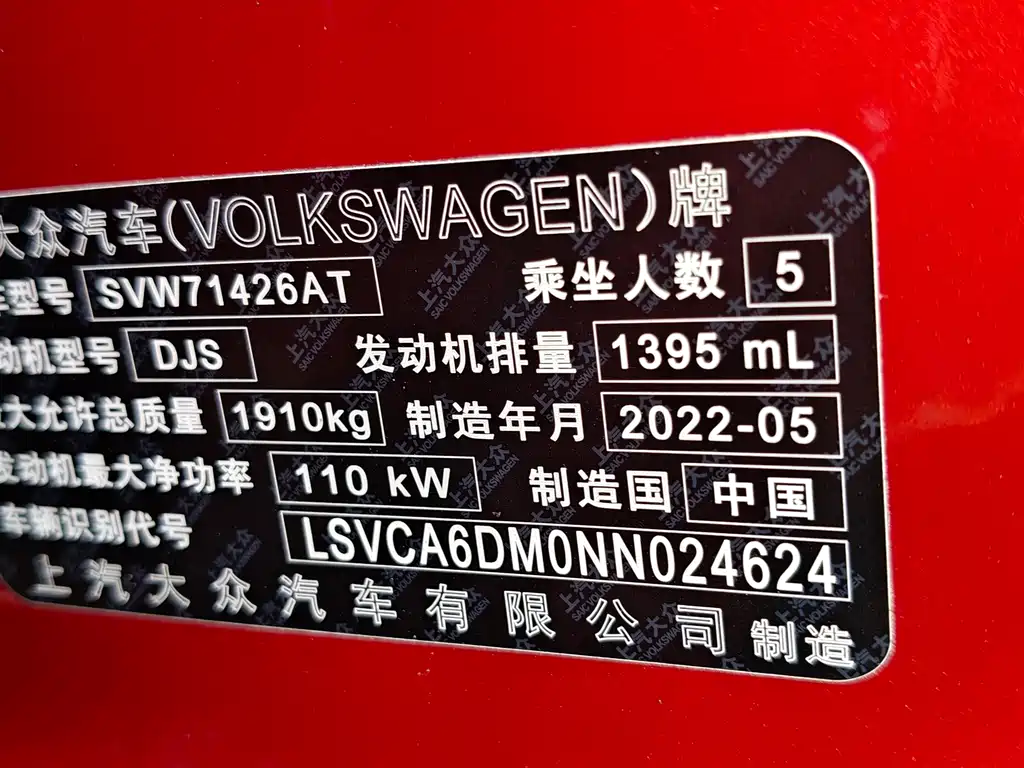 大众汽车(VOLKSWAGEN)牌
车型号 SVW71426AT 乘坐人数 5
动机型号 DJS 发动机排量 1395 mL
最大允许总质量 1910kg 制造年月 2022-05
发动机最大净功率 110 kW 制造国 中国
车辆识别代号 LSVCA6DM0NN024624
上汽大众汽车有限公司 制造